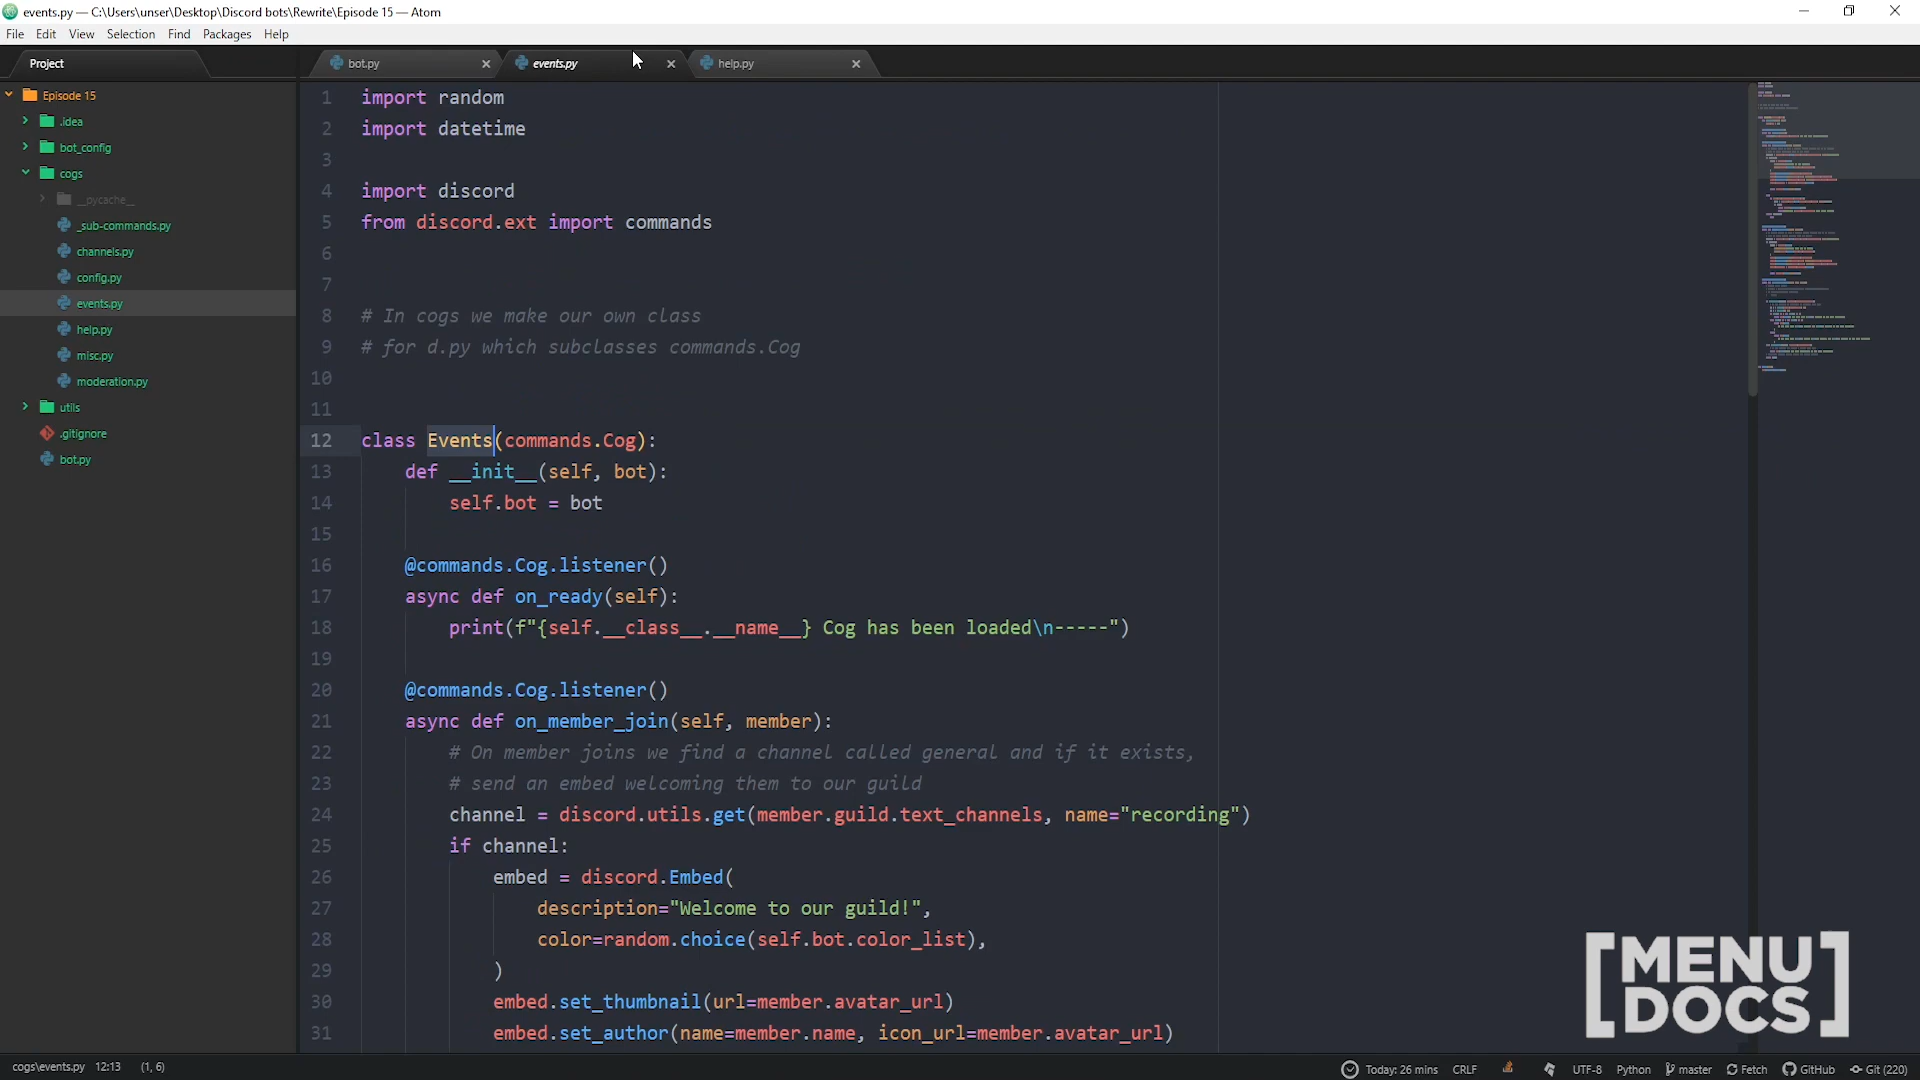 events.py — C:\Users\unser\Desktop\Discord bots\Rewrite\Episode 15 — Atom
File Edit View Selection Find Packages Help
Project
bot.py
events.py
help.py
Episode 15
.idea
bot_config
cogs
__pycache__
_sub-commands.py
channels.py
config.py
events.py
help.py
misc.py
moderation.py
utils
.gitignore
bot.py
1 import random
2 import datetime
3
4 import discord
5 from discord.ext import commands
6
7
8 # In cogs we make our own class
9 # for d.py which subclasses commands.Cog
10
11
12 class Events(commands.Cog):
13 def __init__(self, bot):
14 self.bot = bot
15
16 @commands.Cog.listener()
17 async def on_ready(self):
18 print(f"{self.__class__.__name__} Cog has been loaded\n-----")
19
20 @commands.Cog.listener()
21 async def on_member_join(self, member):
22 # On member joins we find a channel called general and if it exists,
23 # send an embed welcoming them to our guild
24 channel = discord.utils.get(member.guild.text_channels, name="recording")
25 if channel:
26 embed = discord.Embed(
27 description="Welcome to our guild!",
28 color=random.choice(self.bot.color_list),
29 )
30 embed.set_thumbnail(url=member.avatar_url)
31 embed.set_author(name=member.name, icon_url=member.avatar_url)
[MENU
DOCS]
cogs\events.py 12:13 (1, 6)
Today: 26 mins CRLF UTF-8 Python master Fetch GitHub Git (220)